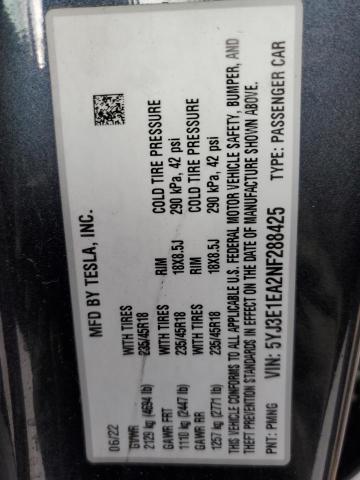 MFD BY TESLA, INC.
06/22
GVWR
2129 kg (4694 lb)
GAWR FRT WITH TIRES RIM COLD TIRE PRESSURE
1110 kg (2447 lb) 235/45R18 18X8.5J 290 kPa, 42 psi
GAWR RR WITH TIRES RIM COLD TIRE PRESSURE
1257 kg (2771 lb) 235/45R18 18X8.5J 290 kPa, 42 psi
THIS VEHICLE CONFORMS TO ALL APPLICABLE U.S. FEDERAL MOTOR VEHICLE SAFETY, BUMPER, AND
THEFT PREVENTION STANDARDS IN EFFECT ON THE DATE OF MANUFACTURE SHOWN ABOVE.
VIN: 5YJ3E1EA2NF288425 TYPE: PASSENGER CAR
PNT: PMNG